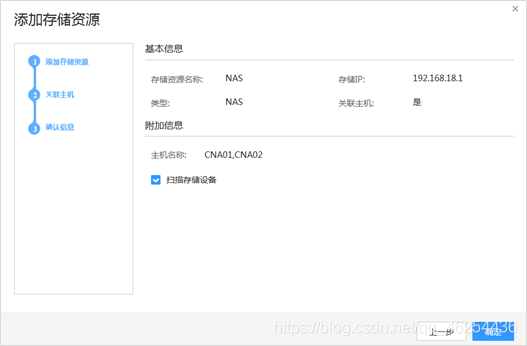 添加存储资源
×
1 添加存储资源
2 关联主机
3 确认信息
基本信息
存储资源名称: NAS 存储IP: 192.168.18.1
类型: NAS 关联主机: 是
附加信息
主机名称: CNA01,CNA02
扫描存储设备
上一步 确定
https://blog.csdn.net/qq_46254436